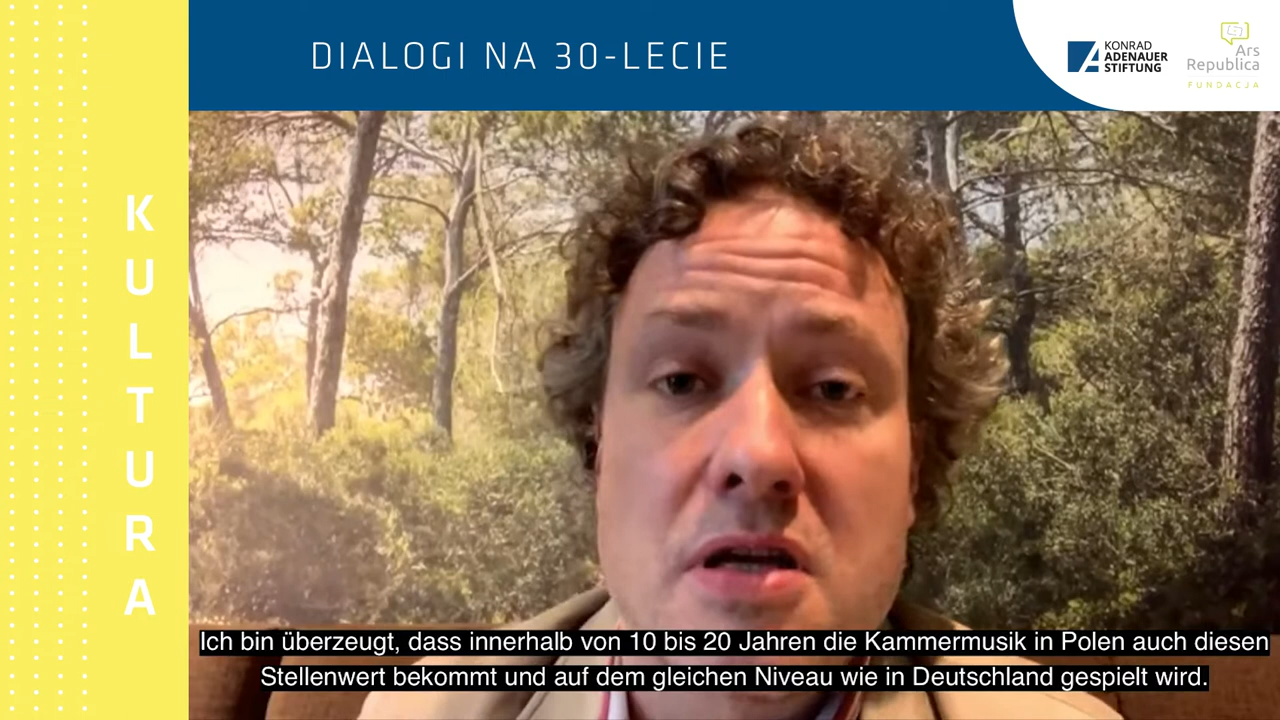 DIALOGI NA 30-LECIE
KONRAD
ADENAUER
STIFTUNG
Ars
Republica
FUNDACJA
KULTURA
Ich bin überzeugt, dass innerhalb von 10 bis 20 Jahren die Kammermusik in Polen auch diesen
Stellenwert bekommt und auf dem gleichen Niveau wie in Deutschland gespielt wird.